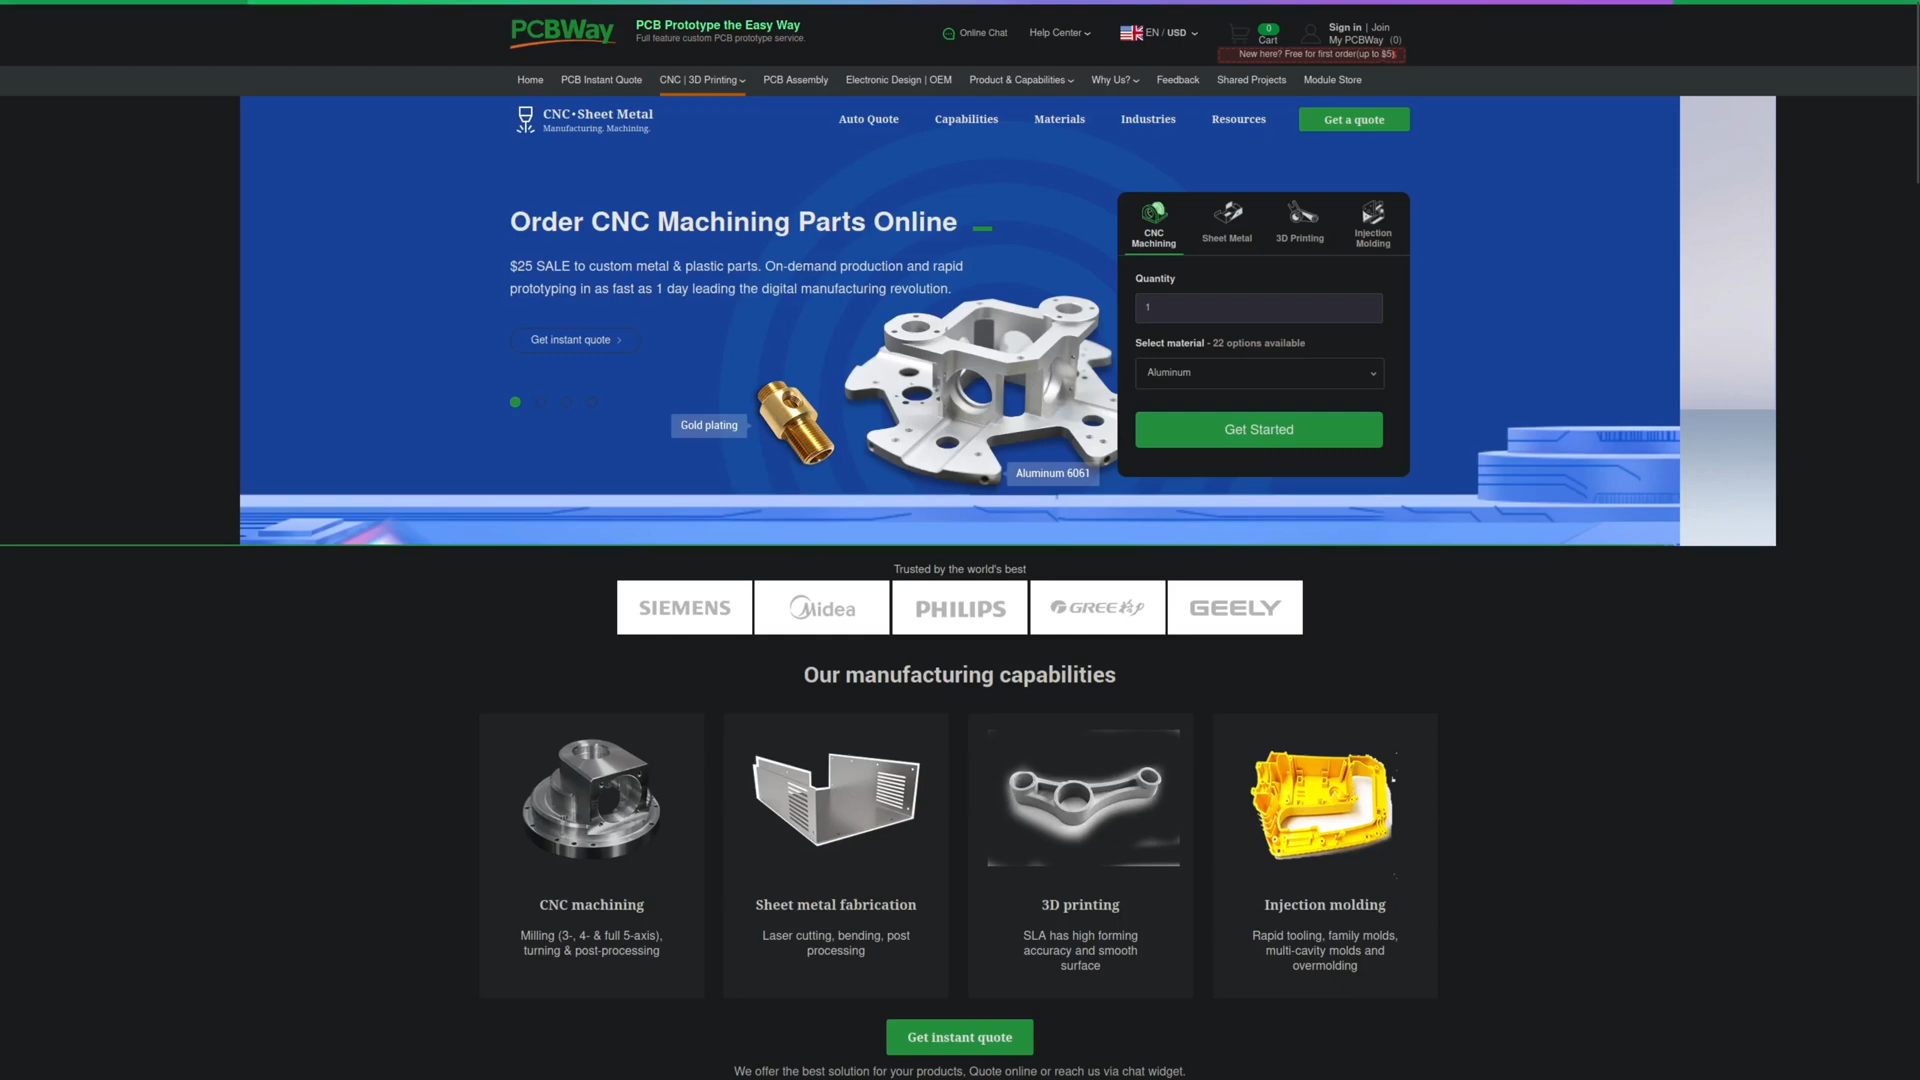 PCBWay
PCB Prototype the Easy Way
Full feature custom PCB prototype service.
Online Chat
Help Center
EN / USD
0
Cart
Sign in | Join
My PCBWay (0)
New here? Free for first order(up to $5)
Home
PCB Instant Quote
CNC | 3D Printing
PCB Assembly
Electronic Design | OEM
Product & Capabilities
Why Us?
Feedback
Shared Projects
Module Store
CNC•Sheet Metal
Manufacturing. Machining.
Auto Quote
Capabilities
Materials
Industries
Resources
Get a quote
Order CNC Machining Parts Online
$25 SALE to custom metal & plastic parts. On-demand production and rapid
prototyping in as fast as 1 day leading the digital manufacturing revolution.
Get instant quote
Gold plating
Aluminum 6061
CNC
Machining
Sheet Metal
3D Printing
Injection
Molding
Quantity
1
Select material - 22 options available
Aluminum
Get Started
Trusted by the world's best
SIEMENS
Midea
PHILIPS
GREE格力
GEELY
Our manufacturing capabilities
CNC machining
Milling (3-, 4- & full 5-axis),
turning & post-processing
Sheet metal fabrication
Laser cutting, bending, post
processing
3D printing
SLA has high forming
accuracy and smooth
surface
Injection molding
Rapid tooling, family molds,
multi-cavity molds and
overmolding
Get instant quote
We offer the best solution for your products, Quote online or reach us via chat widget.